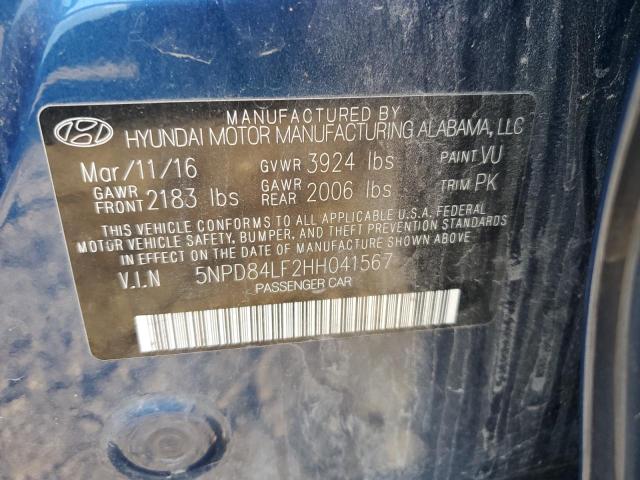 MANUFACTURED BY
HYUNDAI MOTOR MANUFACTURING ALABAMA, LLC
Mar/11/16 GVWR 3924 lbs PAINT VU
GAWR FRONT 2183 lbs GAWR REAR 2006 lbs TRIM PK
THIS VEHICLE CONFORMS TO ALL APPLICABLE U.S.A. FEDERAL
MOTOR VEHICLE SAFETY, BUMPER, AND THEFT PREVENTION STANDARDS
IN EFFECT ON THE DATE OF MANUFACTURE SHOWN ABOVE.
V.I.N 5NPD84LF2HH041567
PASSENGER CAR